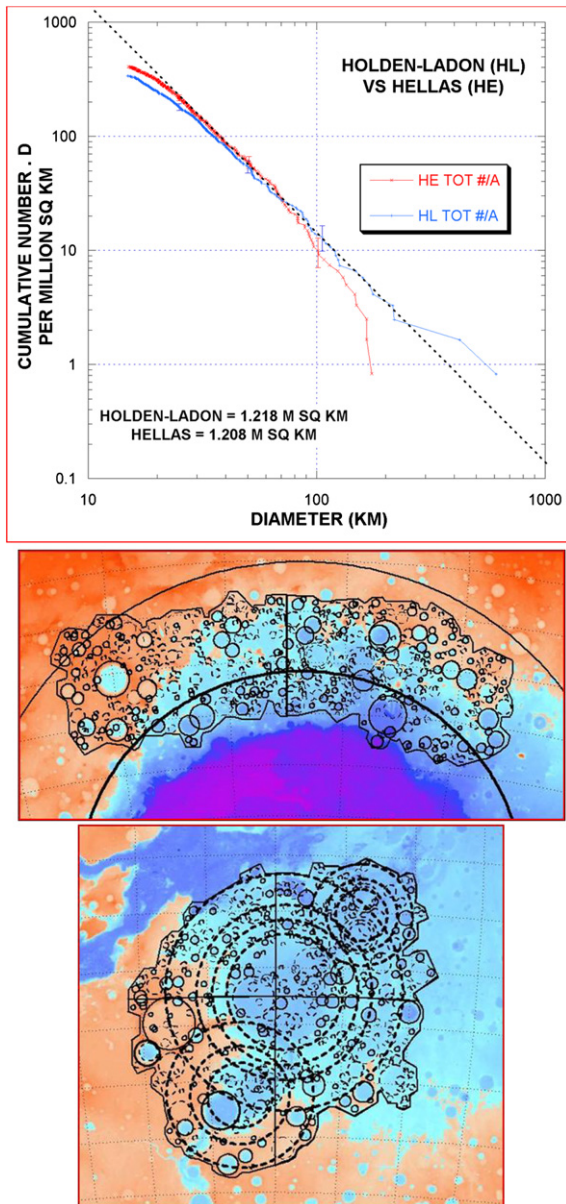 1000
HOLDEN-LADON (HL)
VS HELLAS (HE)
100
HE TOT #/A
HL TOT #/A
10
1
HOLDEN-LADON = 1.218 M SQ KM
HELLAS = 1.208 M SQ KM
0.1
10
100
1000
CUMULATIVE NUMBER . D
PER MILLION SQ KM
DIAMETER (KM)